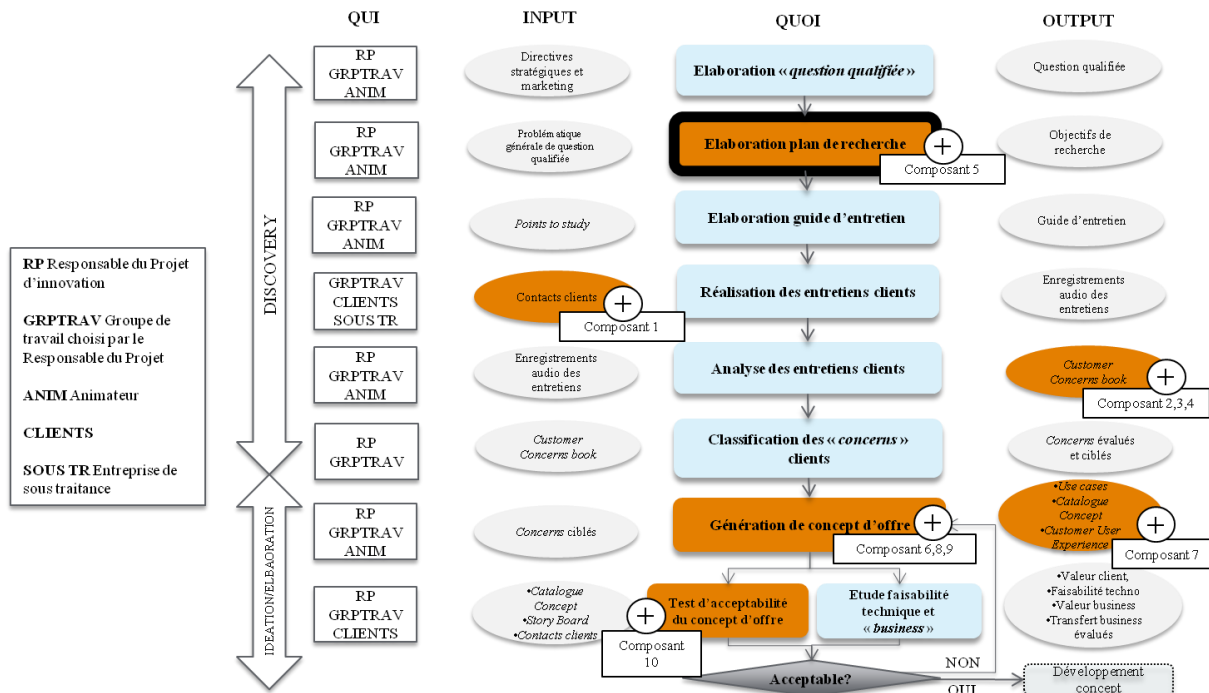 QUI
INPUT
QUOI
OUTPUT
RP
GRPTRAV
ANIM
Directives
stratégiques et
marketing
Elaboration « question qualifiée »
Question qualifiée
RP
GRPTRAV
ANIM
Problématique
générale de question
qualifiée
Elaboration plan de recherche
Composant 5
Objectifs de
recherche
RP
GRPTRAV
ANIM
Points to study
Elaboration guide d'entretien
Guide d'entretien
GRPTRAV
CLIENTS
SOUS TR
Contacts clients
Composant 1
Réalisation des entretiens clients
Enregistrements
audio des
entretiens
RP
GRPTRAV
ANIM
Enregistrements
audio des
entretiens
Analyse des entretiens clients
Customer
Concerns book
Composant 2,3,4
RP
GRPTRAV
Customer
Concerns book
Classification des « concerns »
clients
Concerns évalués
et ciblés
RP
GRPTRAV
ANIM
Concerns ciblés
Génération de concept d'offre
Composant 6,8,9
•Use cases
•Catalogue
Concept
•Customer User
Experience
Composant 7
RP
GRPTRAV
CLIENTS
•Catalogue
Concept
•Story Board
•Contacts clients
Composant
10
Test d'acceptabilité
du concept d'offre
Etude faisabilité
technique et
« business »
•Valeur client,
•Faisabilité techno
•Valeur business
•Transfert business
évalués
Acceptable?
NON
OUI
Développement
concept
DISCOVERY
IDEATION/ELBAORATION
RP Responsable du Projet
d'innovation
GRPTRAV Groupe de
travail choisi par le
Responsable du Projet
ANIM Animateur
CLIENTS
SOUS TR Entreprise de
sous traitance